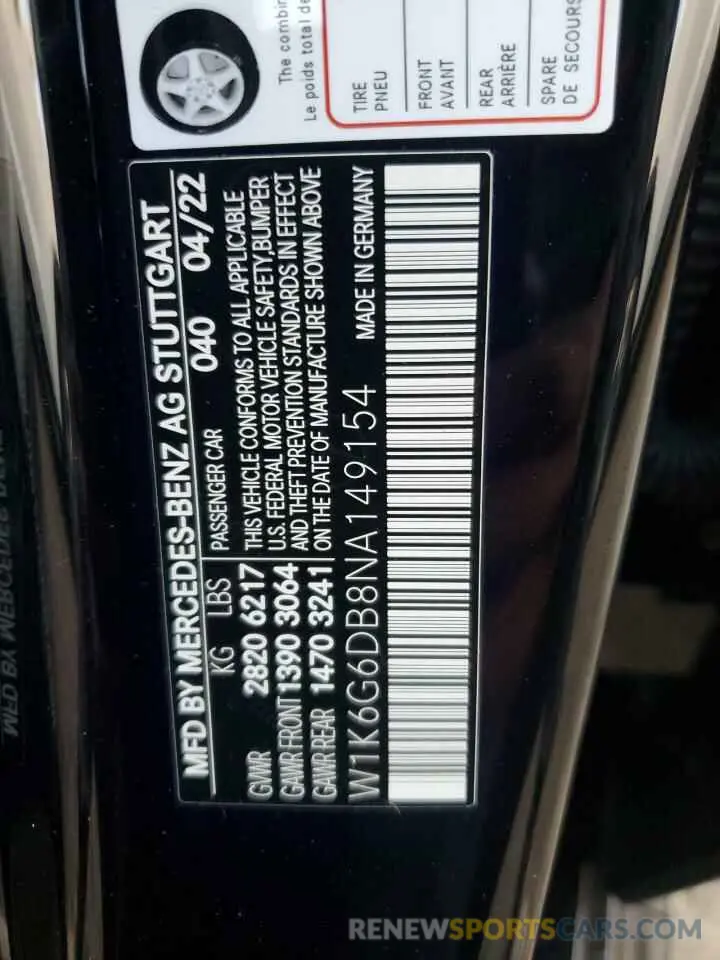 The combin
Le poids total de
TIRE
PNEU
FRONT
AVANT
REAR
ARRIÈRE
SPARE
DE SECOURS
MFD BY MERCEDES-BENZ AG STUTTGART
KG LBS PASSENGER CAR 040 04/22
GVWR 2820 6217
GAWR FRONT 1390 3064
GAWR REAR 1470 3241
THIS VEHICLE CONFORMS TO ALL APPLICABLE
U.S. FEDERAL MOTOR VEHICLE SAFETY,BUMPER
AND THEFT PREVENTION STANDARDS IN EFFECT
ON THE DATE OF MANUFACTURE SHOWN ABOVE
W1K6G6DB8NA149154 MADE IN GERMANY
RENEWSPORTSCARS.COM